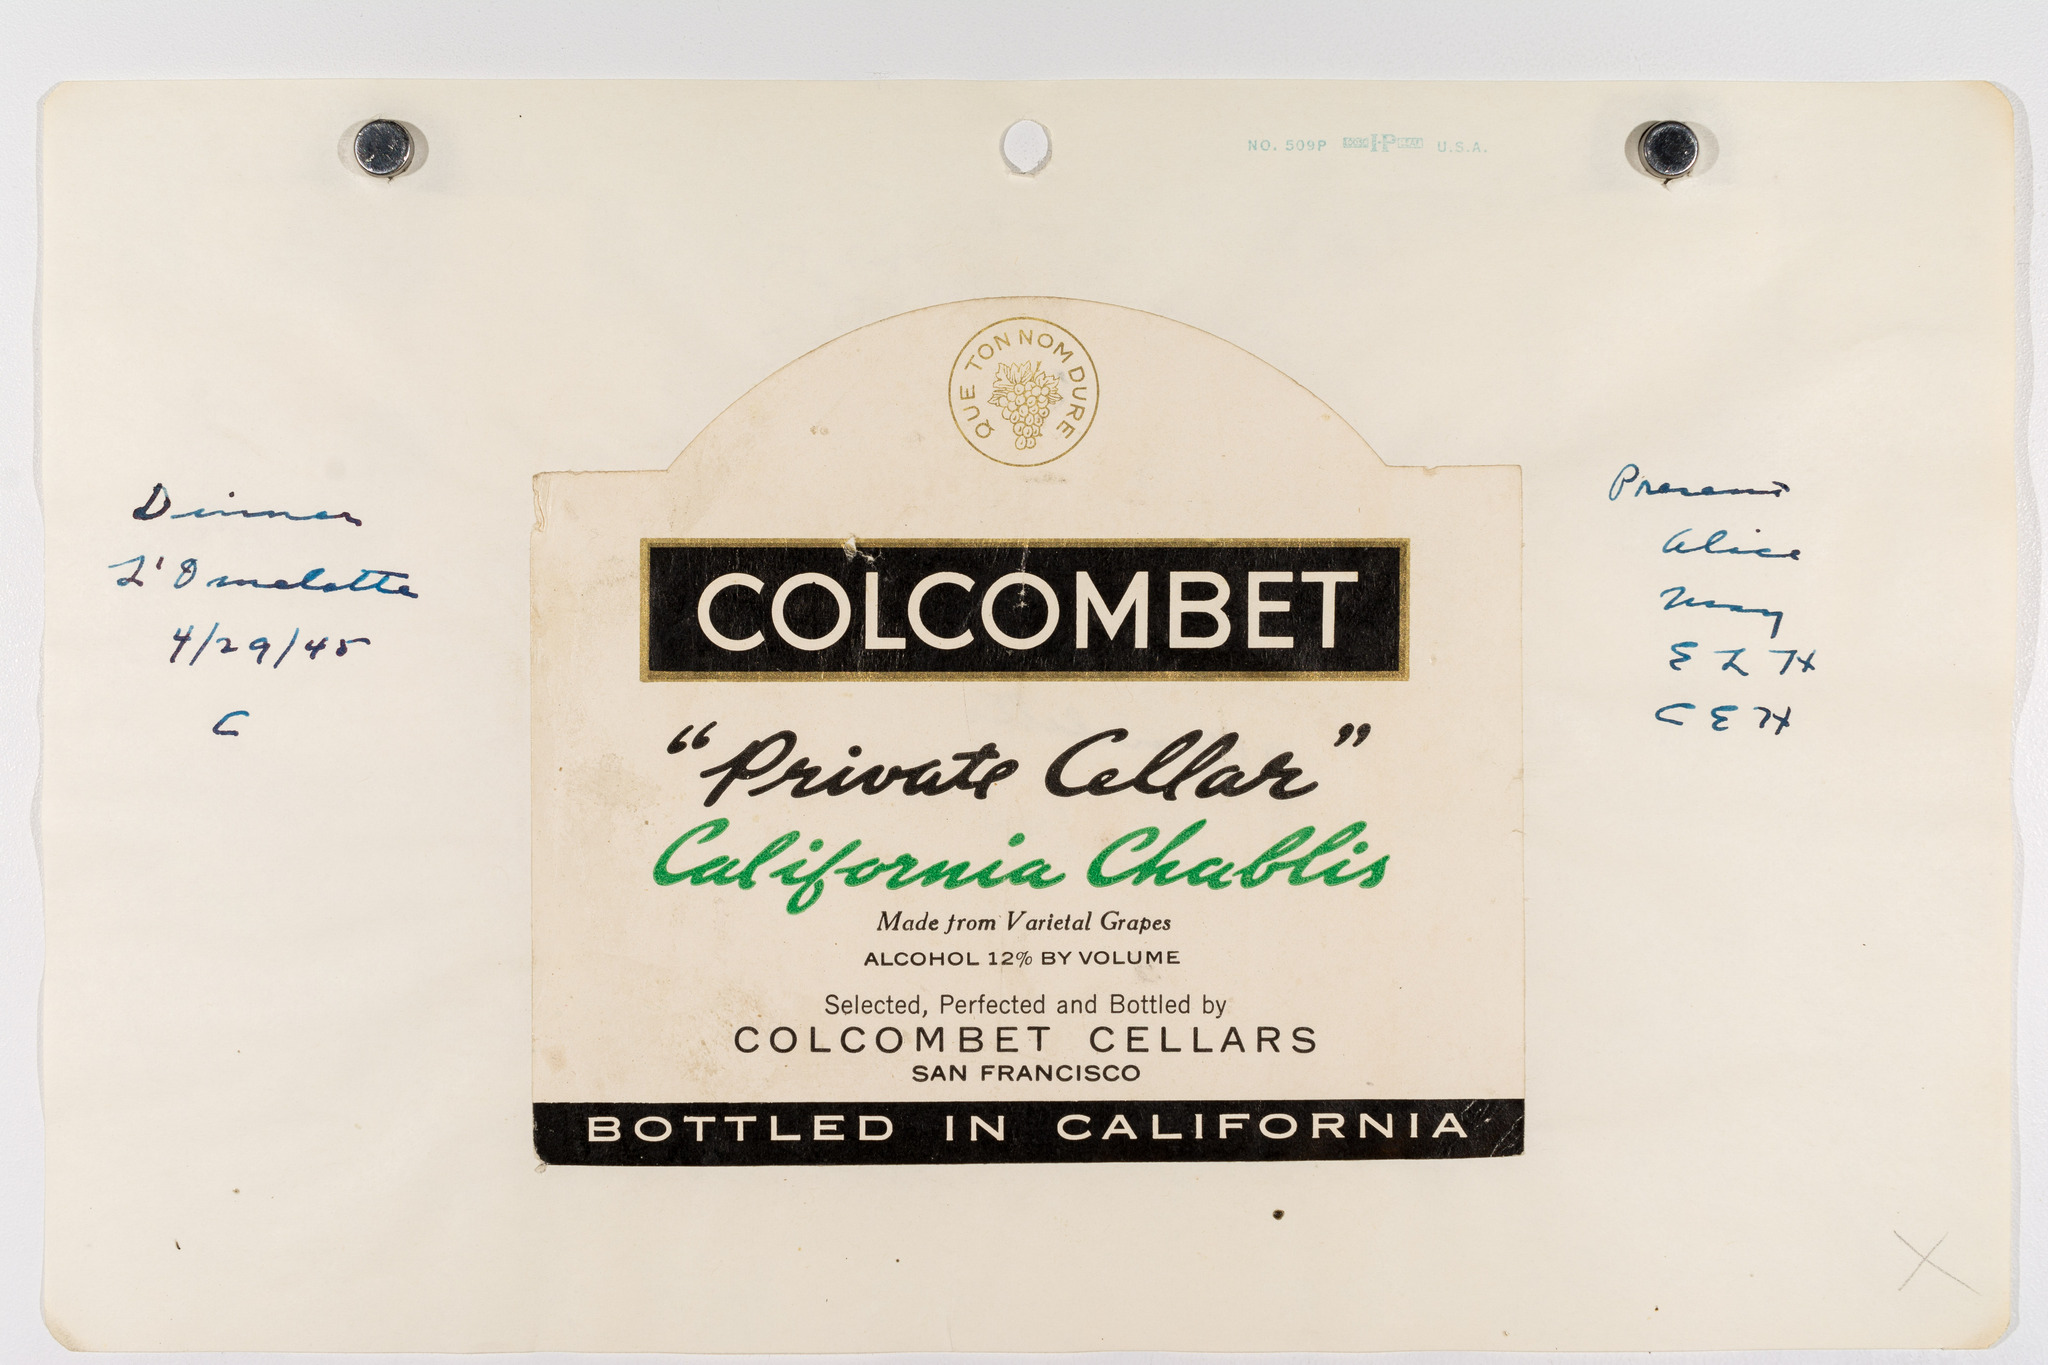 NO. 509P I-P U.S.A.
QUE TON NOM DURE
Dinner
L'Omelette
4/29/45
C
COLCOMBET
"Private Cellar"
California Chablis
Made from Varietal Grapes
ALCOHOL 12% BY VOLUME
Selected, Perfected and Bottled by
COLCOMBET CELLARS
SAN FRANCISCO
BOTTLED IN CALIFORNIA
Present
Alice
E L H
C E H
X